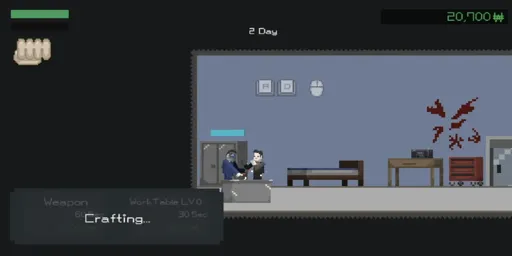 20,700₩
2 Day
A D
Weapon
Work Table LV.0
30 Sec
Crafting...